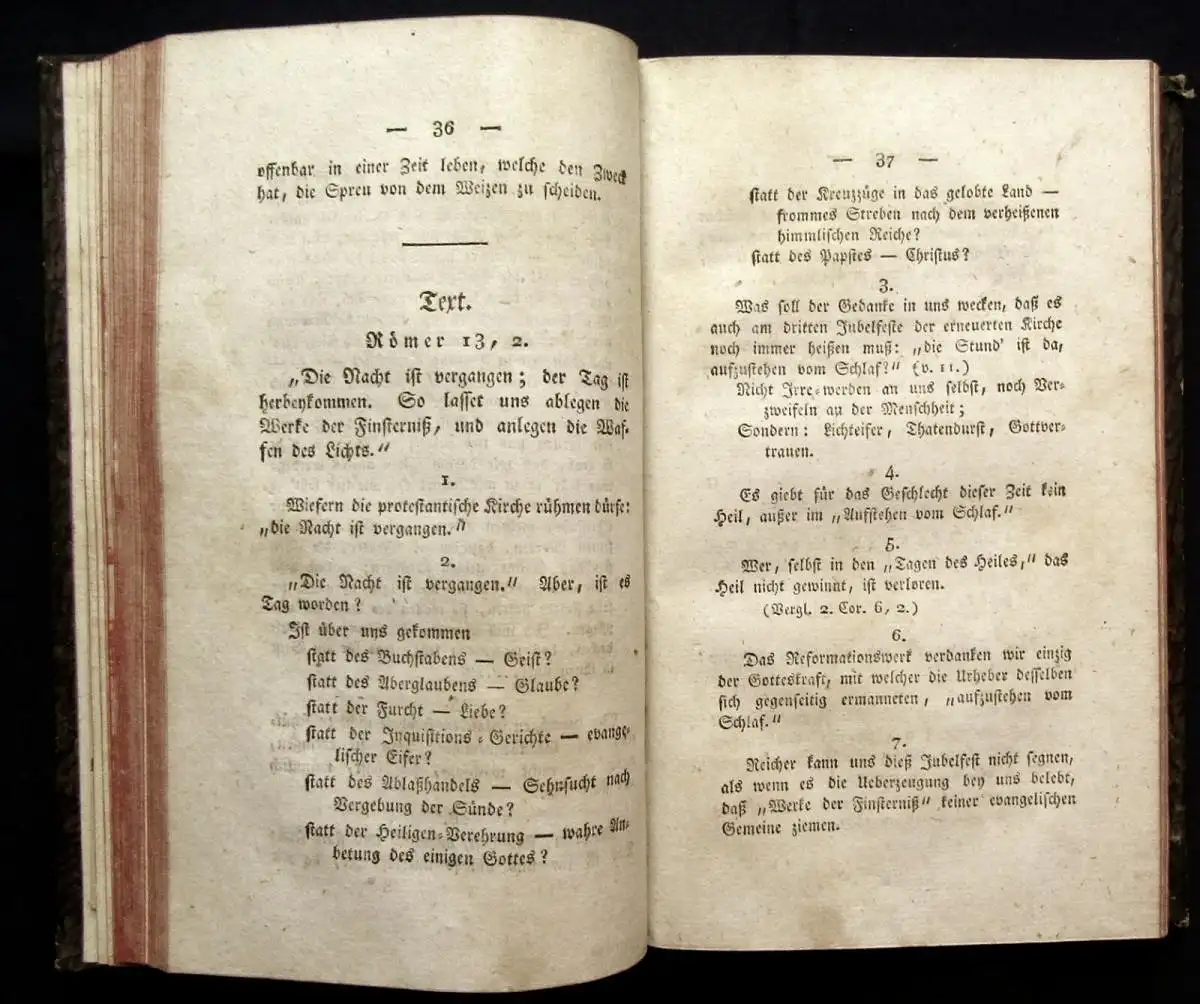 — 36 —
offenbar in einer Zeit leben, welche den Zweck
hat, die Spreu von dem Weizen zu scheiden.
Text.
Römer 13, 2.
„Die Nacht ist vergangen; der Tag ist
herbeykommen. So lasset uns ablegen die
Werke der Finsterniß, und anlegen die Waf-
fen des Lichts."
1.
Wiefern die protestantische Kirche rühmen dürfe:
„die Nacht ist vergangen."
2.
„Die Nacht ist vergangen." Aber, ist es
Tag worden?
Ist über uns gekommen
statt des Buchstabens — Geist?
statt des Aberglaubens — Glaube?
statt der Furcht — Liebe?
statt der Inquisitions-Gerichte — evange-
lischer Eifer?
statt des Ablaßhandels — Sehnsucht nach
Vergebung der Sünde?
statt der Heiligen-Verehrung — wahre An-
betung des einigen Gottes?
— 37 —
statt der Kreuzzüge in das gelobte Land —
frommes Streben nach dem verheißenen
himmlischen Reiche?
statt des Papstes — Christus?
3.
Was soll der Gedanke in uns wecken, daß es
auch am dritten Jubelfeste der erneuerten Kirche
noch immer heißen muß: „die Stund' ist da,
aufzustehen vom Schlaf?" (v. 11.)
Nicht Irre-werden an uns selbst, noch Ver-
zweifeln an der Menschheit;
Sondern: Lichteifer, Thatendurst, Gottver-
trauen.
4.
Es giebt für das Geschlecht dieser Zeit kein
Heil, außer im „Aufstehen vom Schlaf."
5.
Wer, selbst in den „Tagen des Heiles," das
Heil nicht gewinnt, ist verloren.
(Vergl. 2. Cor. 6, 2.)
6.
Das Reformationswerk verdanken wir einzig
der Gotteskraft, mit welcher die Urheber desselben
sich gegenseitig ermanneten, „aufzustehen vom
Schlaf."
7.
Reicher kann uns dieß Jubelfest nicht segnen,
als wenn es die Ueberzeugung bey uns belebt,
daß „Werke der Finsterniß" keiner evangelischen
Gemeine ziemen.